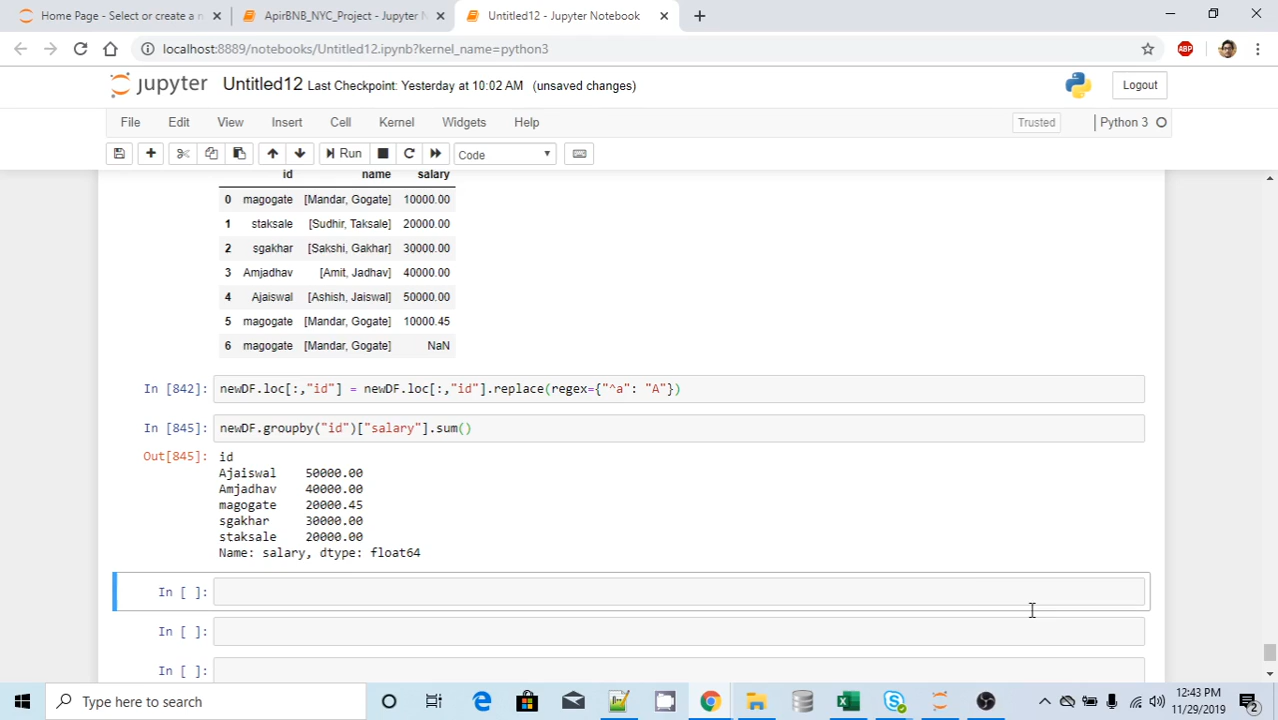 Home Page - Select or create a n
ApirBNB_NYC_Project - Jupyter N
Untitled12 - Jupyter Notebook
localhost:8889/notebooks/Untitled12.ipynb?kernel_name=python3
ABP
jupyter Untitled12 Last Checkpoint: Yesterday at 10:02 AM (unsaved changes)
Logout
File Edit View Insert Cell Kernel Widgets Help
Trusted
Python 3
Run
Code
id name salary
0 magogate [Mandar, Gogate] 10000.00
1 staksale [Sudhir, Taksale] 20000.00
2 sgakhar [Sakshi, Gakhar] 30000.00
3 Amjadhav [Amit, Jadhav] 40000.00
4 Ajaiswal [Ashish, Jaiswal] 50000.00
5 magogate [Mandar, Gogate] 10000.45
6 magogate [Mandar, Gogate] NaN
In [842]: newDF.loc[:,"id"] = newDF.loc[:,"id"].replace(regex={"^a": "A"})
In [845]: newDF.groupby("id")["salary"].sum()
Out[845]: id
Ajaiswal 50000.00
Amjadhav 40000.00
magogate 20000.45
sgakhar 30000.00
staksale 20000.00
Name: salary, dtype: float64
In [ ]:
In [ ]:
In [ ]:
Type here to search
12:43 PM
11/29/2019
2